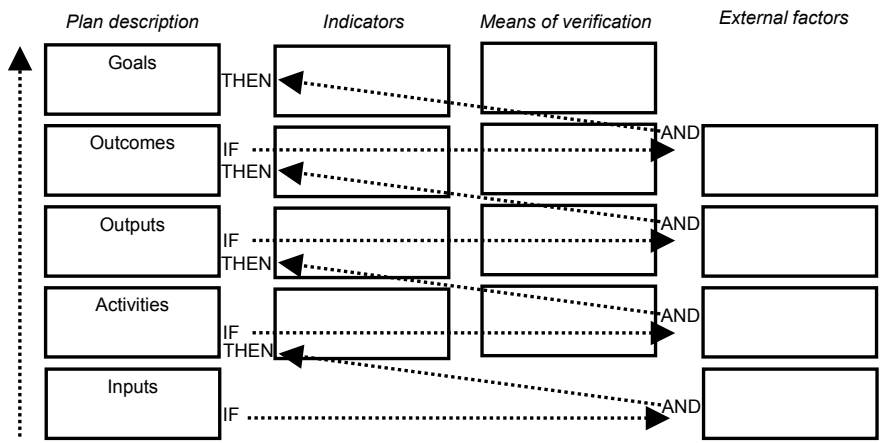 Plan description Indicators Means of verification External factors
Goals
THEN
AND
Outcomes
IF
THEN
AND
Outputs
IF
THEN
AND
Activities
IF
THEN
AND
Inputs
IF